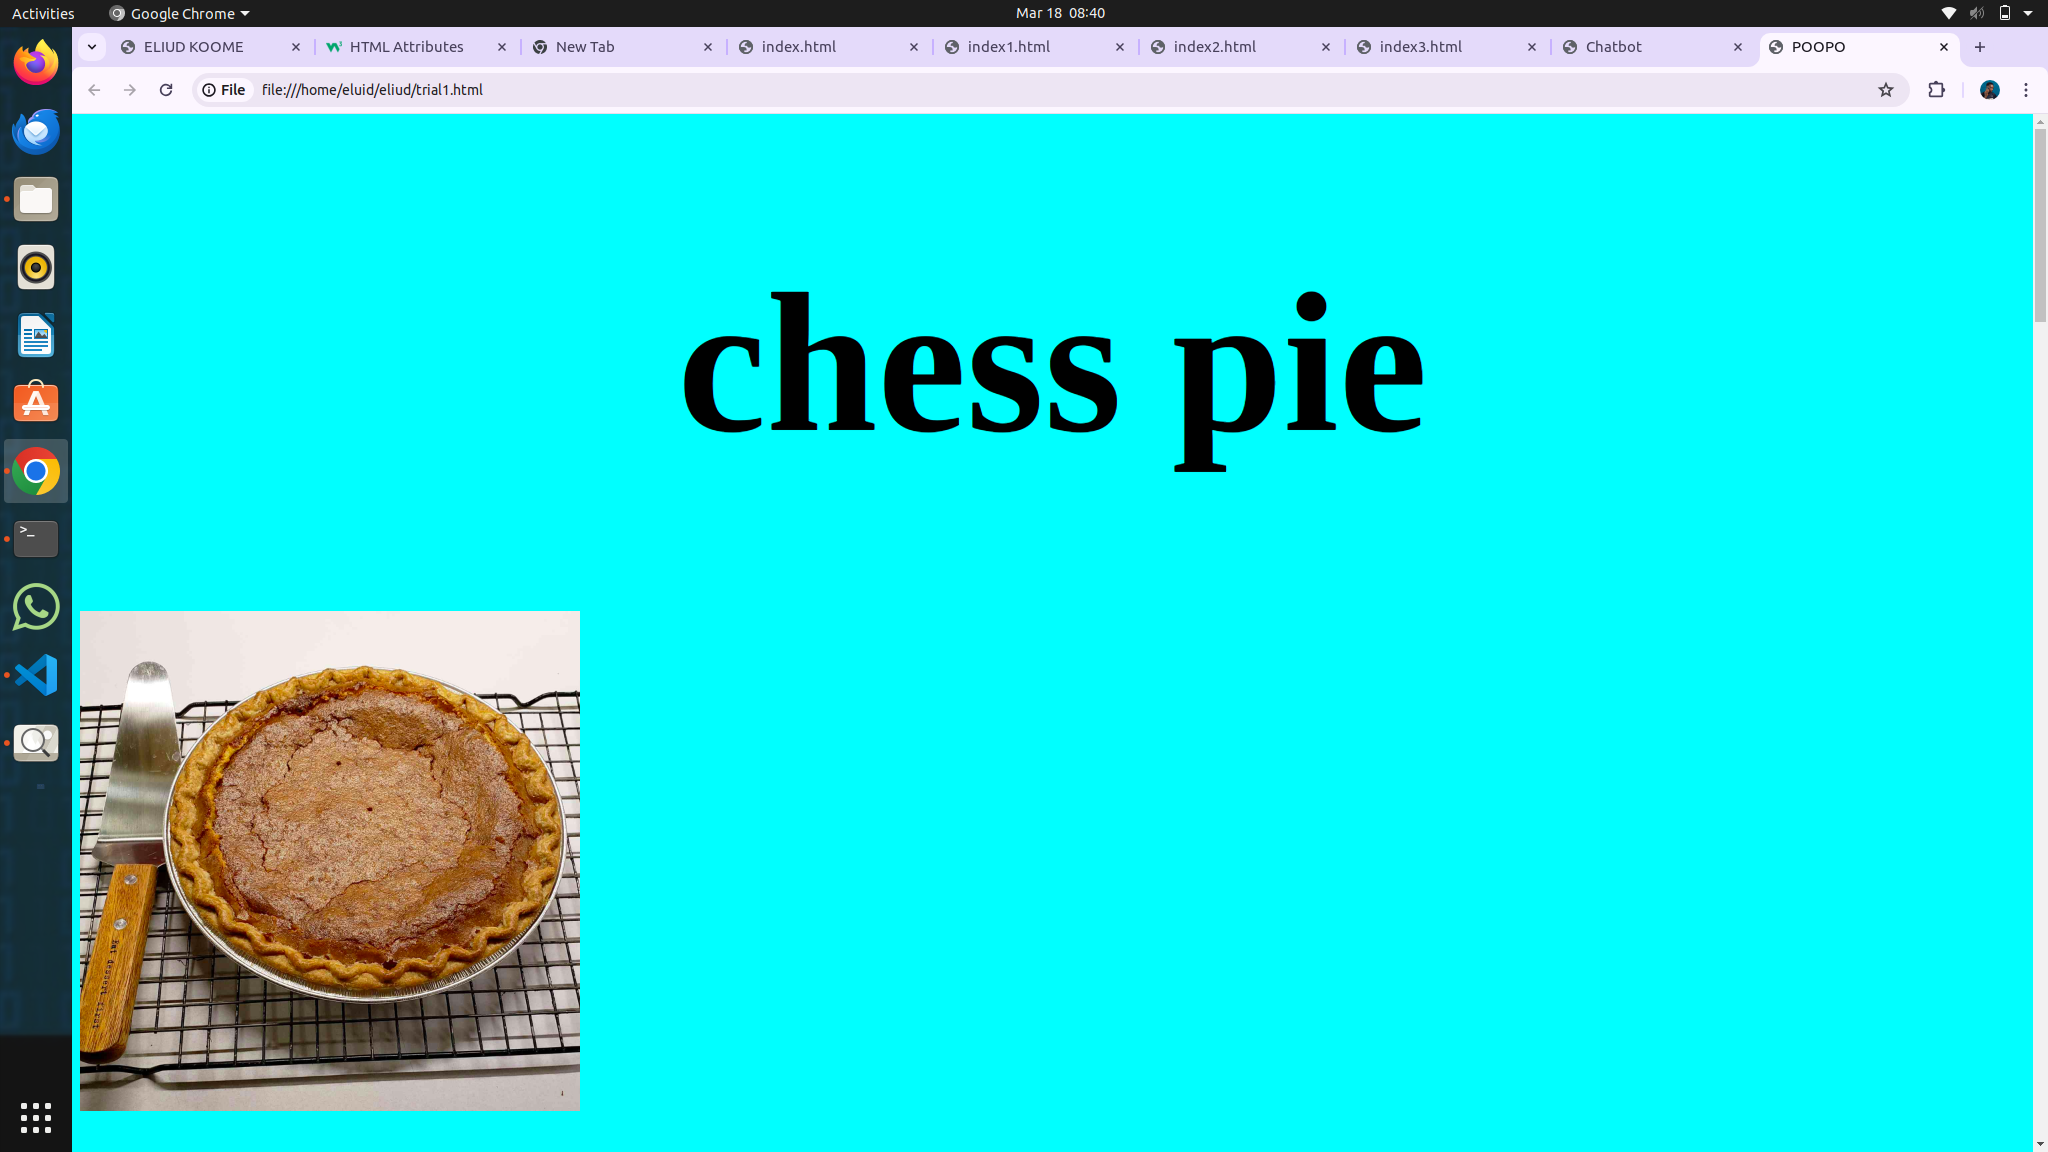 Activities
Google Chrome
Mar 18 08:40
ELIUD KOOME
HTML Attributes
New Tab
index.html
index1.html
index2.html
index3.html
Chatbot
POOPO
File
file:///home/eluid/eliud/trial1.html
chess pie